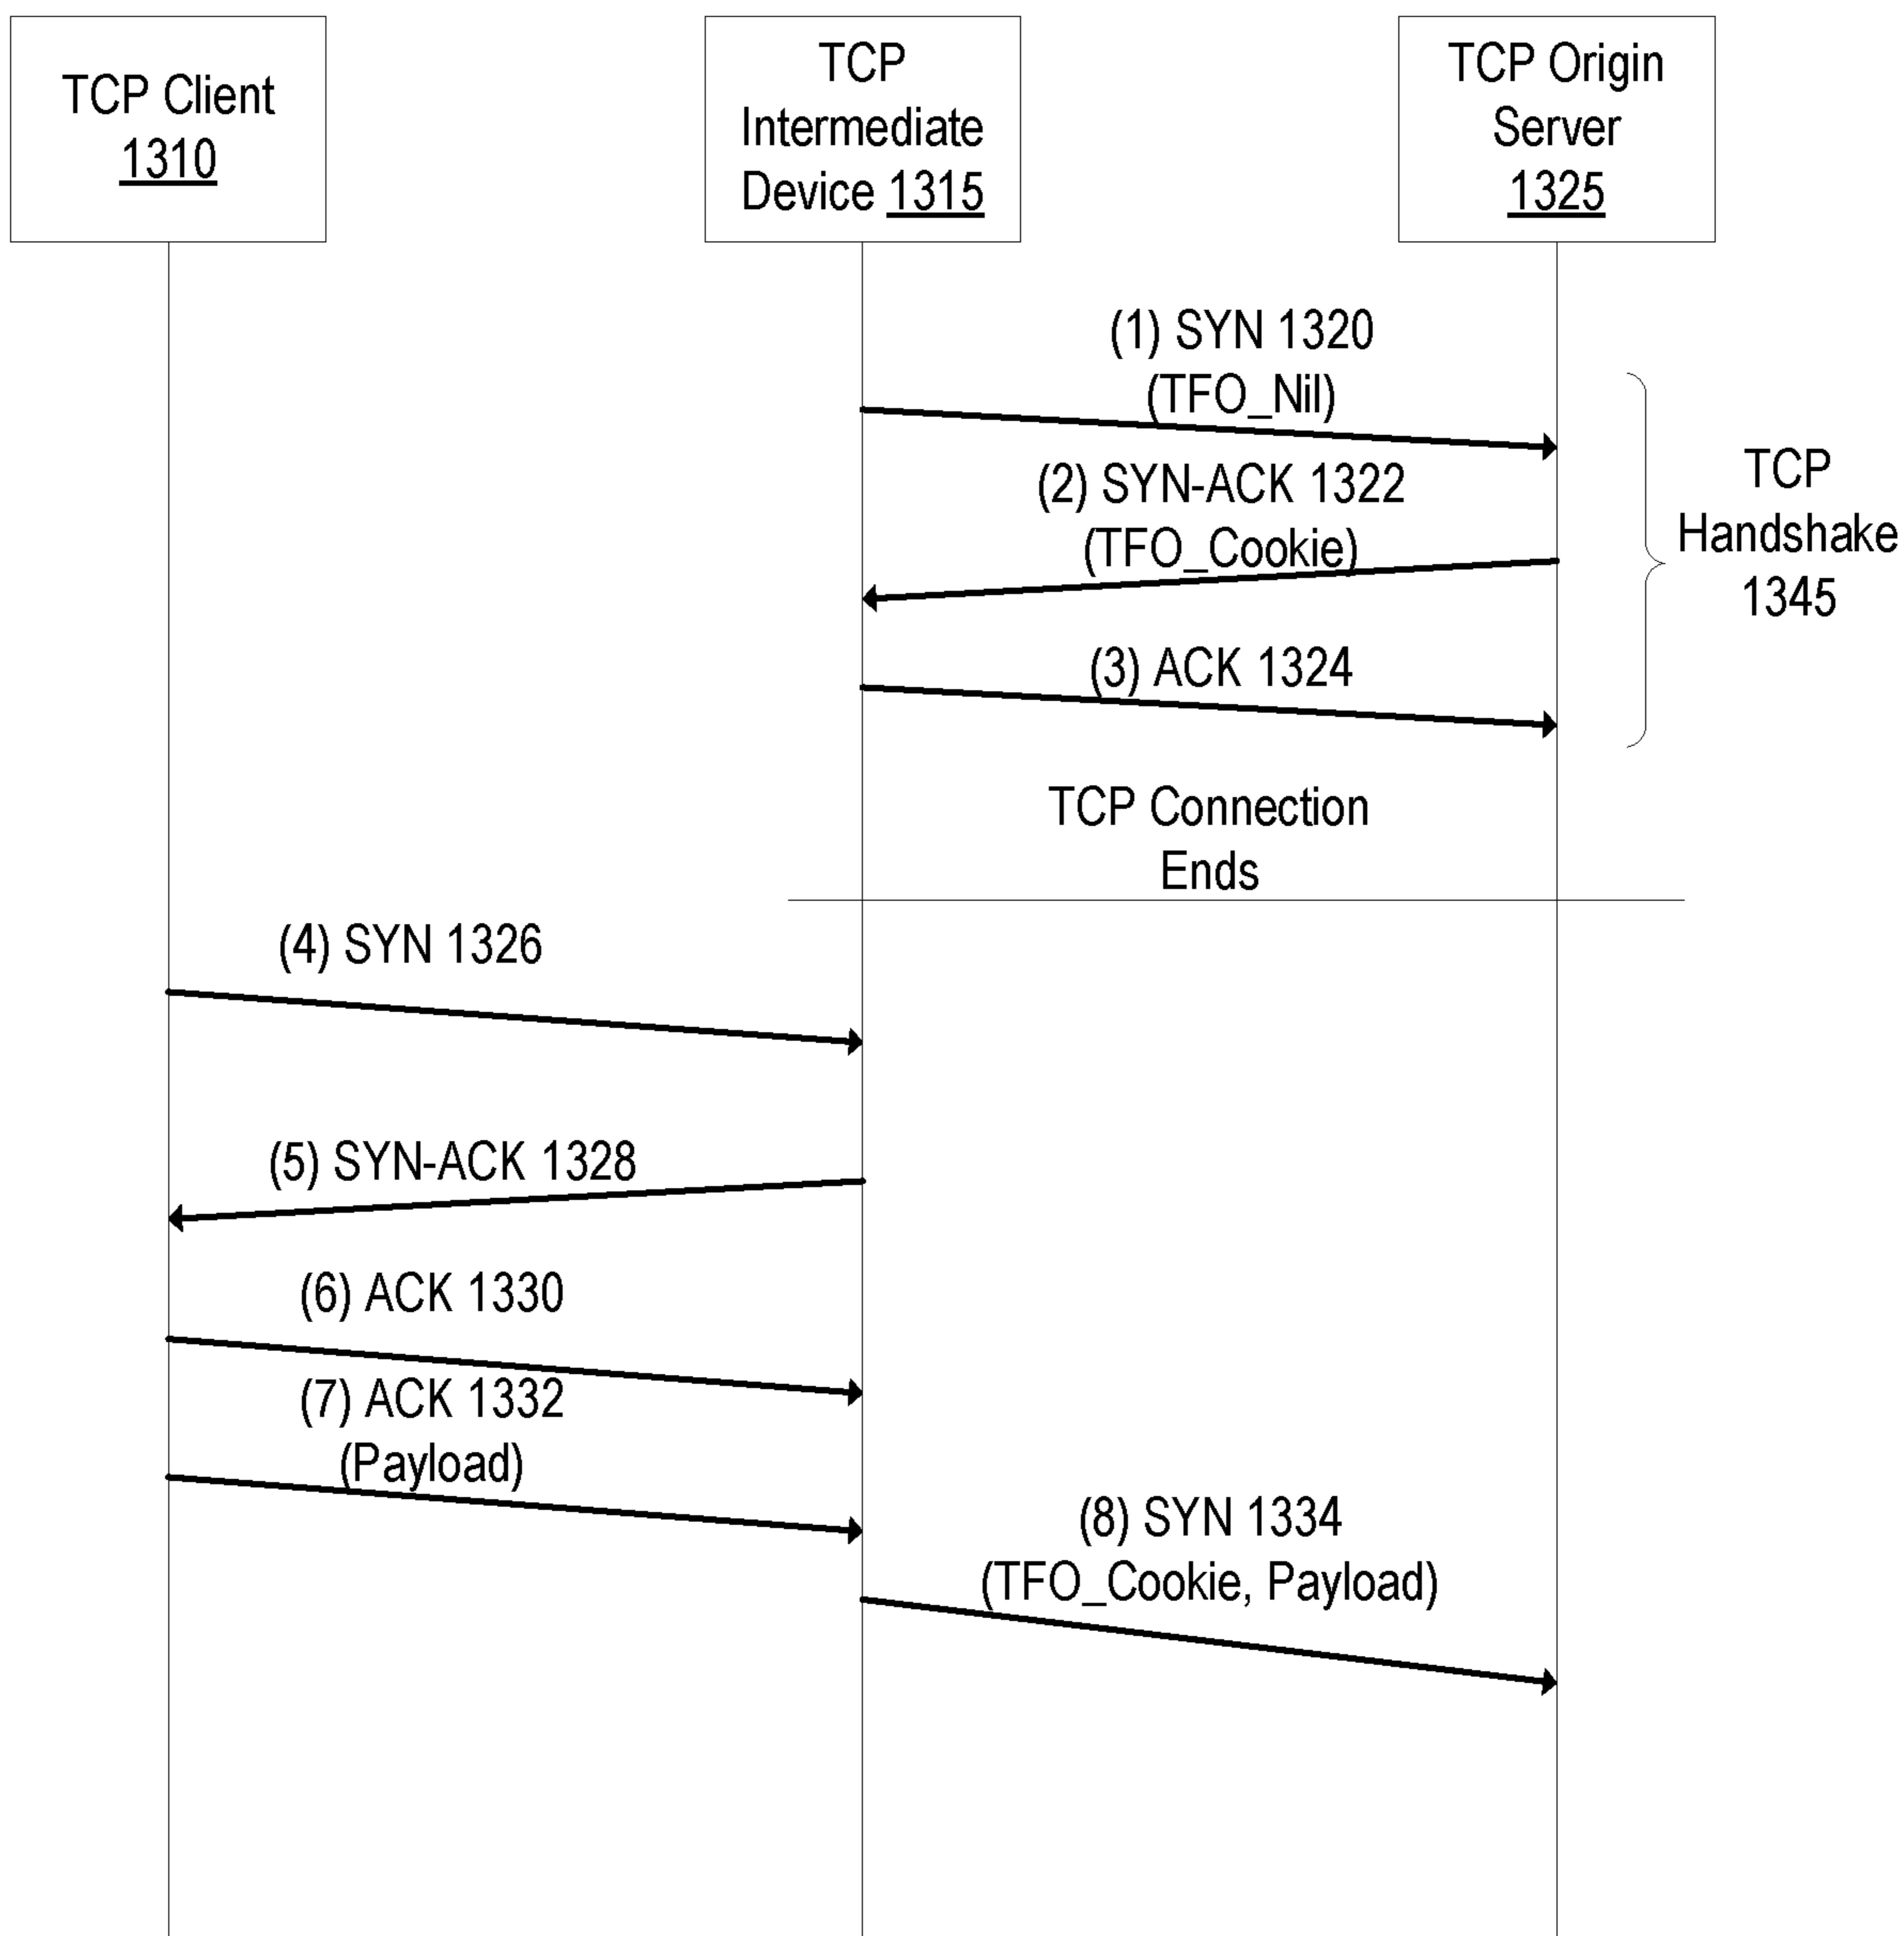 TCP Client
1310
TCP
Intermediate
Device 1315
TCP Origin
Server
1325
(1) SYN 1320
(TFO_Nil)
(2) SYN-ACK 1322
(TFO_Cookie)
(3) ACK 1324
TCP
Handshake
1345
TCP Connection
Ends
(4) SYN 1326
(5) SYN-ACK 1328
(6) ACK 1330
(7) ACK 1332
(Payload)
(8) SYN 1334
(TFO_Cookie, Payload)